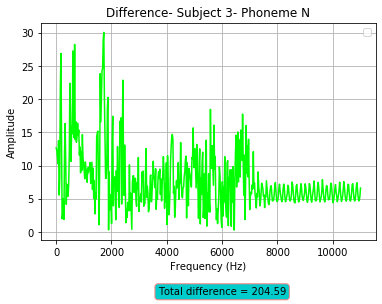 Difference- Subject 3- Phoneme N
30
25
20
15
10
5
0
Amplitude
0 2000 4000 6000 8000 10000
Frequency (Hz)
Total difference = 204.59